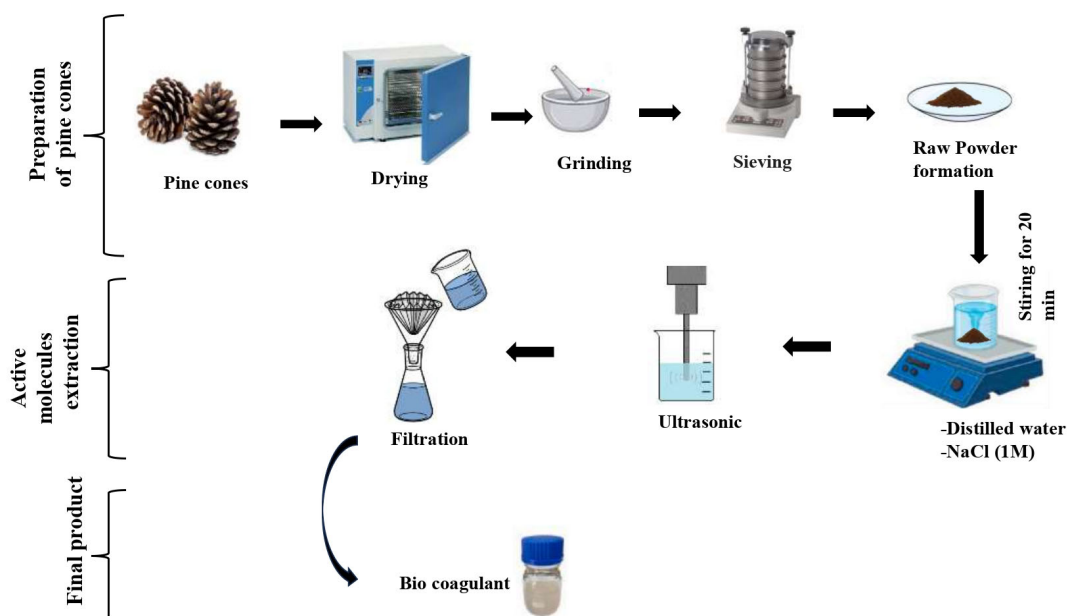 Preparation
of pine cones
Pine cones
Drying
Grinding
Sieving
Raw Powder
formation
Stiring for 20
min
Active
molecules
extraction
Filtration
Ultrasonic
-Distilled water
-NaCl (1M)
Final product
Bio coagulant